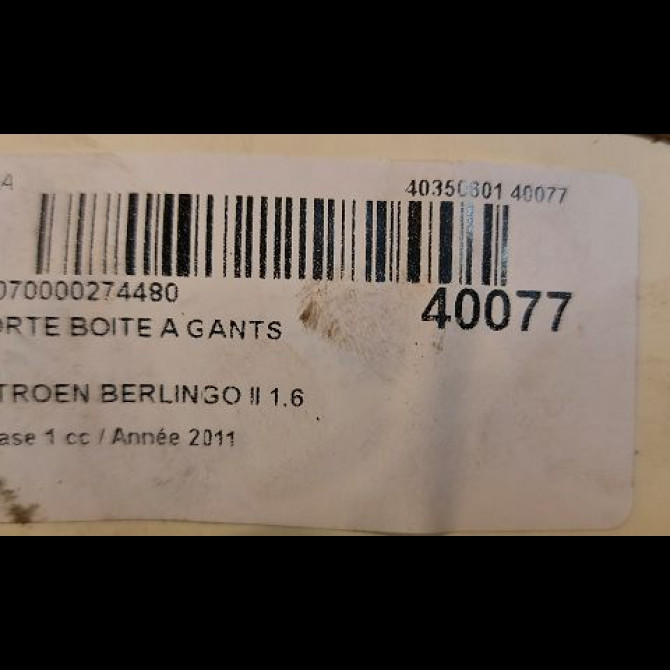 A
40350601 40077
070000274480
40077
ORTE BOITE A GANTS
TROEN BERLINGO II 1.6
ase 1 cc / Année 2011